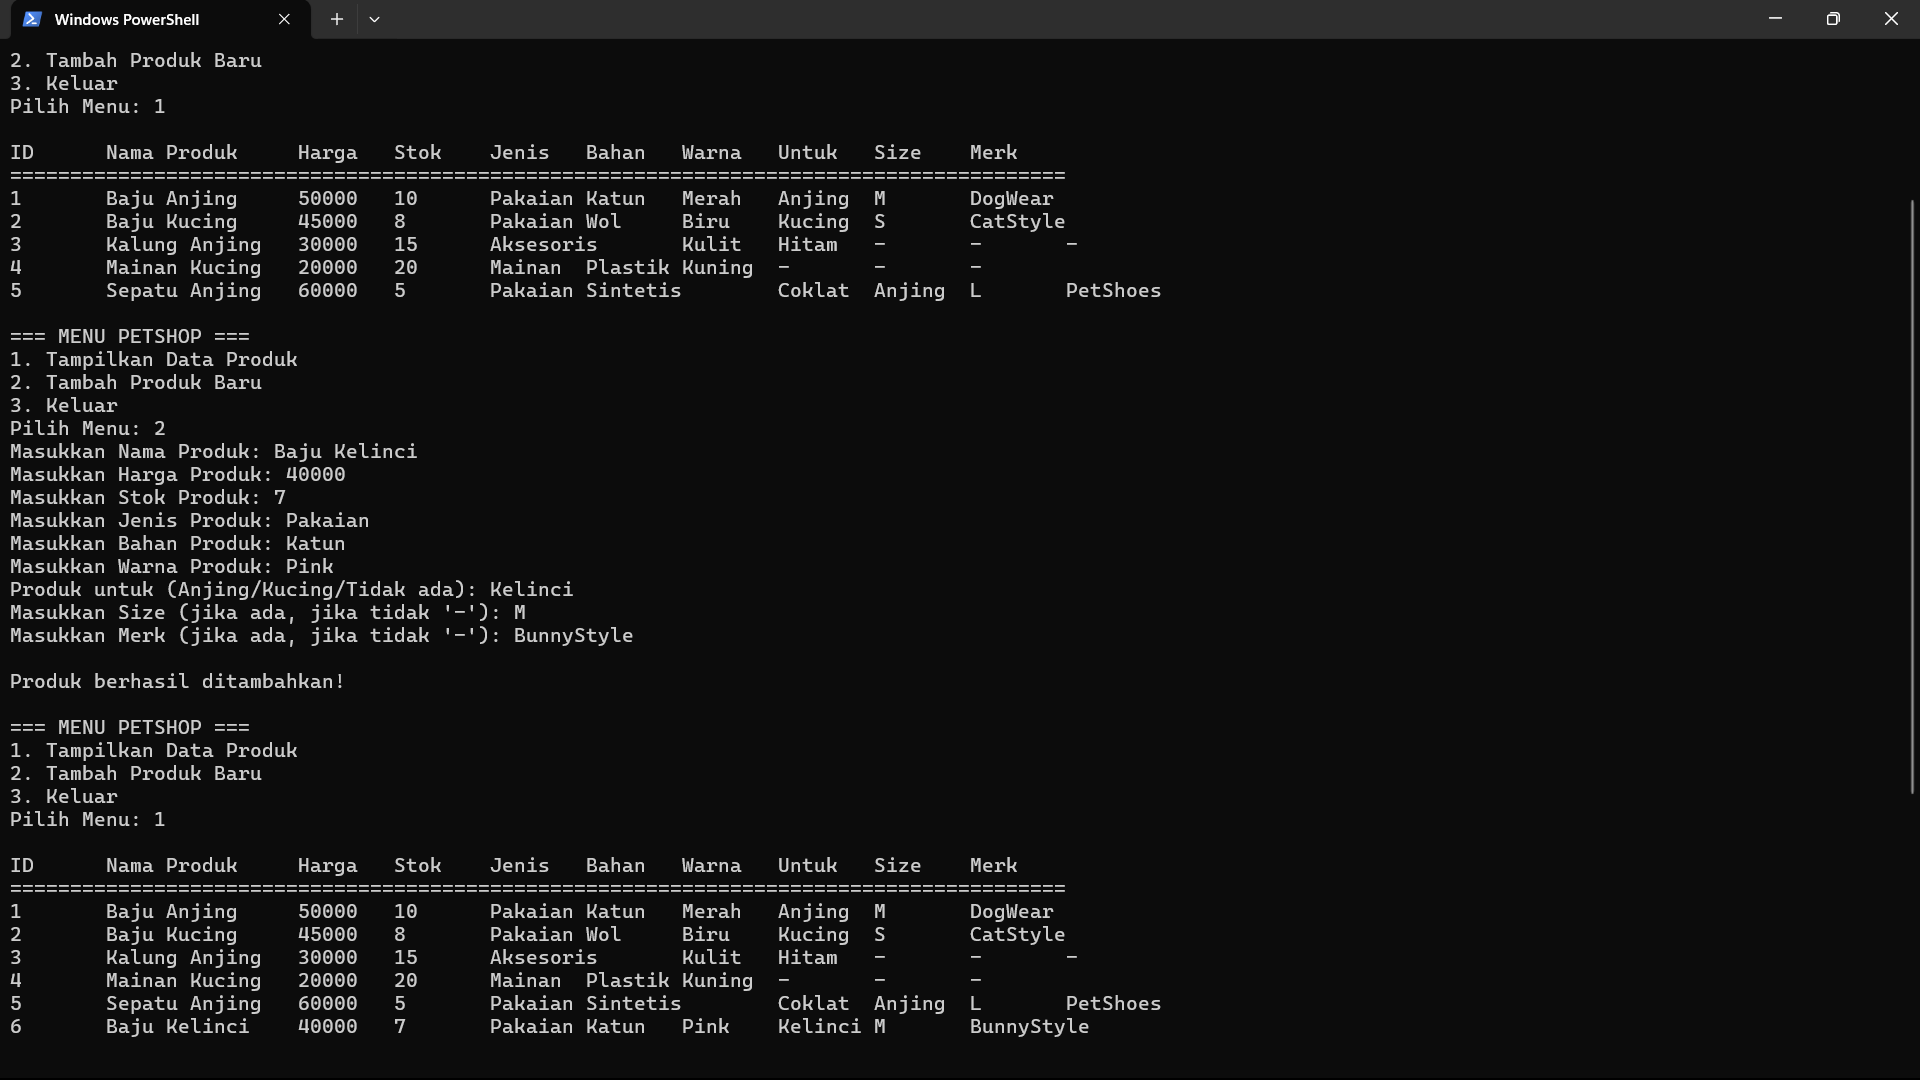 Windows PowerShell
2. Tambah Produk Baru
3. Keluar
Pilih Menu: 1
ID      Nama Produk     Harga   Stok    Jenis   Bahan   Warna   Untuk   Size    Merk
========================================================================================
1       Baju Anjing     50000   10      Pakaian Katun   Merah   Anjing  M       DogWear
2       Baju Kucing     45000   8       Pakaian Wol     Biru    Kucing  S       CatStyle
3       Kalung Anjing   30000   15      Aksesoris       Kulit   Hitam   -       -       -
4       Mainan Kucing   20000   20      Mainan  Plastik Kuning  -       -       -
5       Sepatu Anjing   60000   5       Pakaian Sintetis        Coklat  Anjing  L       PetShoes
=== MENU PETSHOP ===
1. Tampilkan Data Produk
2. Tambah Produk Baru
3. Keluar
Pilih Menu: 2
Masukkan Nama Produk: Baju Kelinci
Masukkan Harga Produk: 40000
Masukkan Stok Produk: 7
Masukkan Jenis Produk: Pakaian
Masukkan Bahan Produk: Katun
Masukkan Warna Produk: Pink
Produk untuk (Anjing/Kucing/Tidak ada): Kelinci
Masukkan Size (jika ada, jika tidak '-'): M
Masukkan Merk (jika ada, jika tidak '-'): BunnyStyle
Produk berhasil ditambahkan!
=== MENU PETSHOP ===
1. Tampilkan Data Produk
2. Tambah Produk Baru
3. Keluar
Pilih Menu: 1
ID      Nama Produk     Harga   Stok    Jenis   Bahan   Warna   Untuk   Size    Merk
========================================================================================
1       Baju Anjing     50000   10      Pakaian Katun   Merah   Anjing  M       DogWear
2       Baju Kucing     45000   8       Pakaian Wol     Biru    Kucing  S       CatStyle
3       Kalung Anjing   30000   15      Aksesoris       Kulit   Hitam   -       -       -
4       Mainan Kucing   20000   20      Mainan  Plastik Kuning  -       -       -
5       Sepatu Anjing   60000   5       Pakaian Sintetis        Coklat  Anjing  L       PetShoes
6       Baju Kelinci    40000   7       Pakaian Katun   Pink    Kelinci M       BunnyStyle